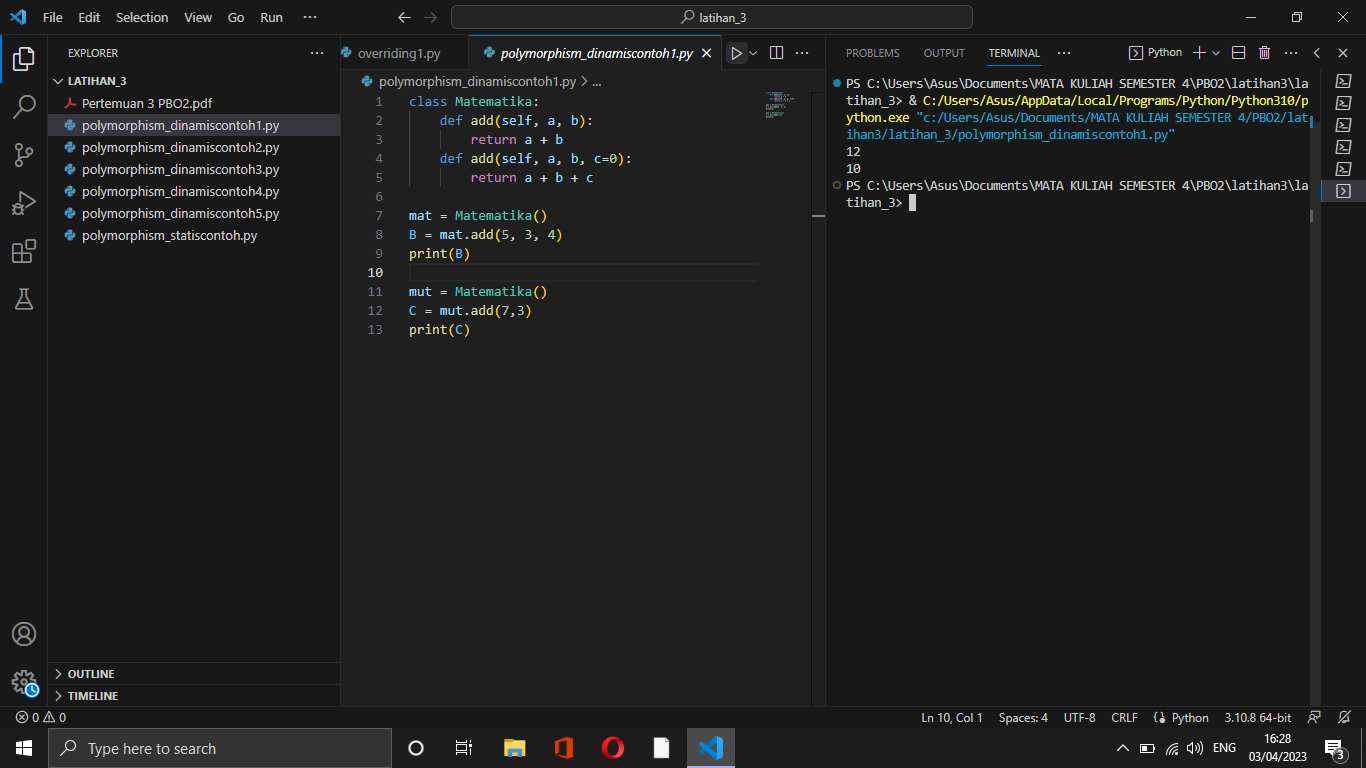 File Edit Selection View Go Run ···
latihan_3
EXPLORER
LATIHAN_3
Pertemuan 3 PBO2.pdf
polymorphism_dinamiscontoh1.py
polymorphism_dinamiscontoh2.py
polymorphism_dinamiscontoh3.py
polymorphism_dinamiscontoh4.py
polymorphism_dinamiscontoh5.py
polymorphism_statiscontoh.py
OUTLINE
TIMELINE
overriding1.py polymorphism_dinamiscontoh1.py
polymorphism_dinamiscontoh1.py > ...
1 class Matematika:
2     def add(self, a, b):
3         return a + b
4     def add(self, a, b, c=0):
5         return a + b + c
6
7 mat = Matematika()
8 B = mat.add(5, 3, 4)
9 print(B)
10
11 mut = Matematika()
12 C = mut.add(7,3)
13 print(C)
PROBLEMS OUTPUT TERMINAL ··· Python
PS C:\Users\Asus\Documents\MATA KULIAH SEMESTER 4\PBO2\latihan3\la
tihan_3> & C:/Users/Asus/AppData/Local/Programs/Python/Python310/p
ython.exe "c:/Users/Asus/Documents/MATA KULIAH SEMESTER 4/PBO2/lat
ihan3/latihan_3/polymorphism_dinamiscontoh1.py"
12
10
PS C:\Users\Asus\Documents\MATA KULIAH SEMESTER 4\PBO2\latihan3\la
tihan_3>
0 0 Ln 10, Col 1 Spaces: 4 UTF-8 CRLF Python 3.10.8 64-bit
Type here to search
ENG
16:28
03/04/2023
3